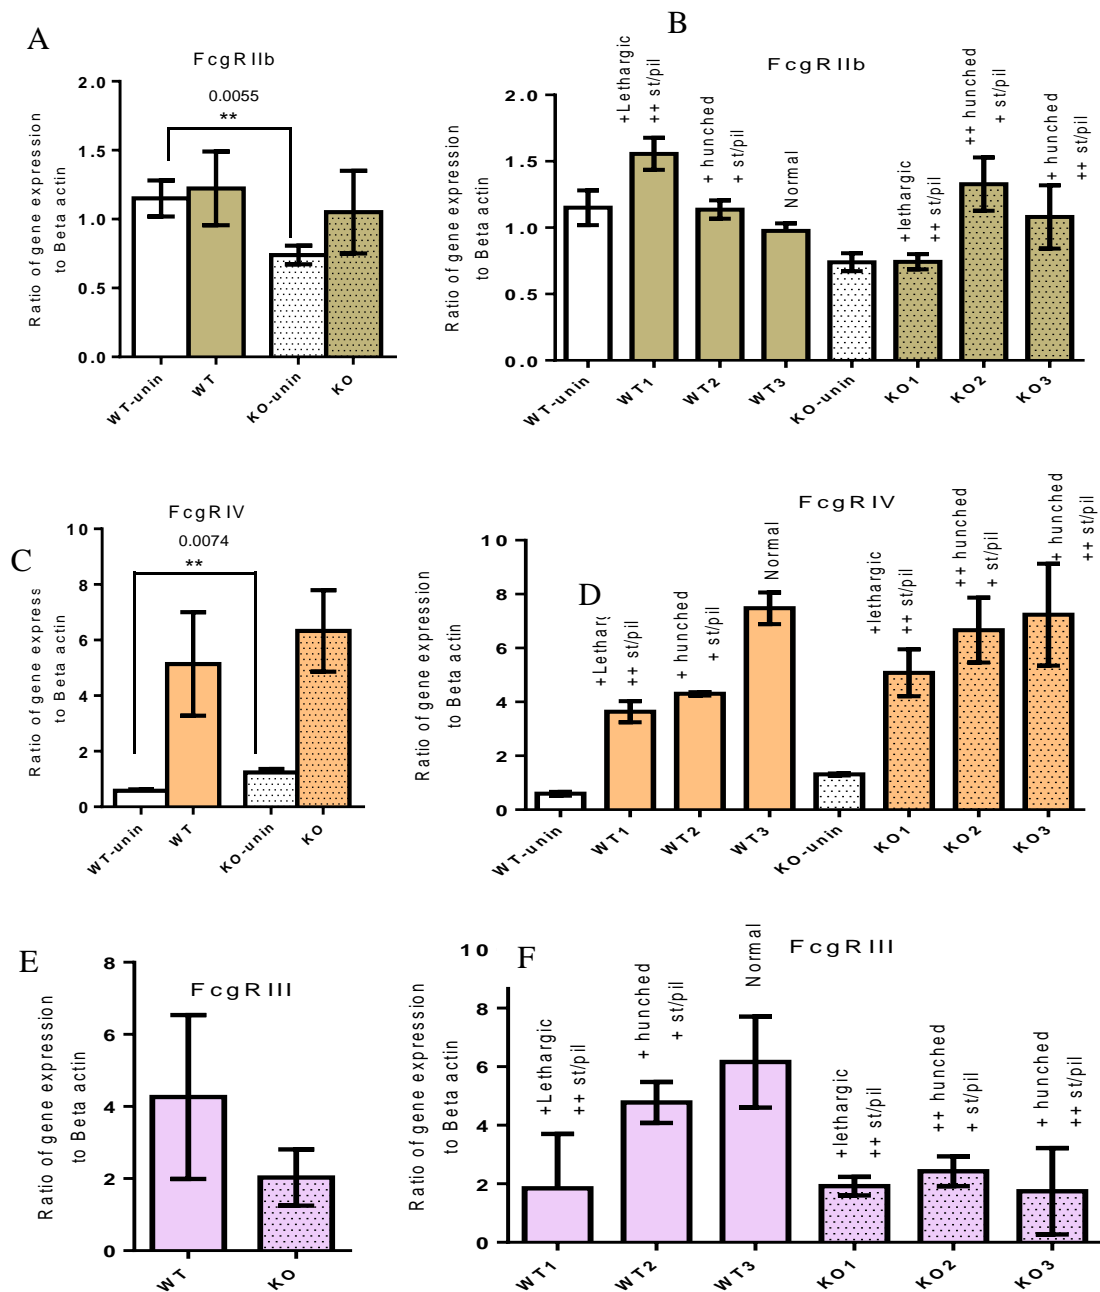 A
FcgRIIb
0.0055
**
Ratio of gene expression
to Beta actin
2.0
1.5
1.0
0.5
0.0
WT-unin
WT
KO-unin
KO
B
FcgRIIb
Ratio of gene expression
to Beta actin
2.0
1.5
1.0
0.5
0.0
+Lethargic
++ st/pil
+ hunched
+ st/pil
Normal
+lethargic
++ st/pil
++ hunched
+ st/pil
+ hunched
++ st/pil
WT-unin
WT1
WT2
WT3
KO-unin
KO1
KO2
KO3
C
FcgRIV
0.0074
**
Ratio of gene express
to Beta actin
10
8
6
4
2
0
WT-unin
WT
KO-unin
KO
D
FcgRIV
Ratio of gene expression
to Beta actin
10
8
6
4
2
0
+Letharg
++ st/pil
+ hunched
+ st/pil
Normal
+lethargic
++ st/pil
++ hunched
+ st/pil
+ hunched
++ st/pil
WT-unin
WT1
WT2
WT3
KO-unin
KO1
KO2
KO3
E
FcgRIII
Ratio of gene expression
to Beta actin
8
6
4
2
0
WT
KO
F
FcgRIII
Ratio of gene expression
to Beta actin
10
8
6
4
2
0
+Lethargic
++ st/pil
+ hunched
+ st/pil
Normal
+lethargic
++ st/pil
++ hunched
+ st/pil
+ hunched
++ st/pil
WT1
WT2
WT3
KO1
KO2
KO3